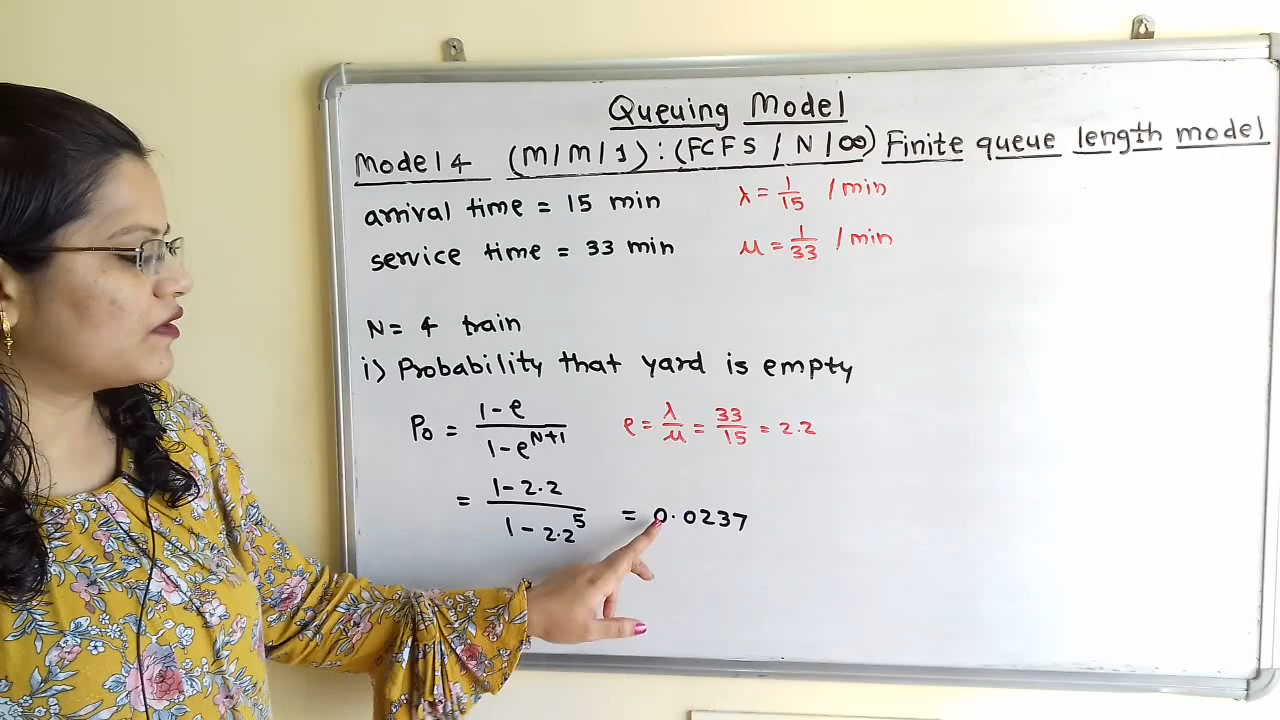 Queuing Model
Model 4 (M/M/1) : (FCFS / N / ∞) Finite queue length model
arrival time = 15 min λ = 1/15 /min
service time = 33 min μ = 1/33 /min
N = 4 train
i) Probability that yard is empty
P0 = (1-e)/(1-e^(N+1)) e = λ/μ = 33/15 = 2.2
= (1-2.2)/(1-2.2^5) = 0.0237